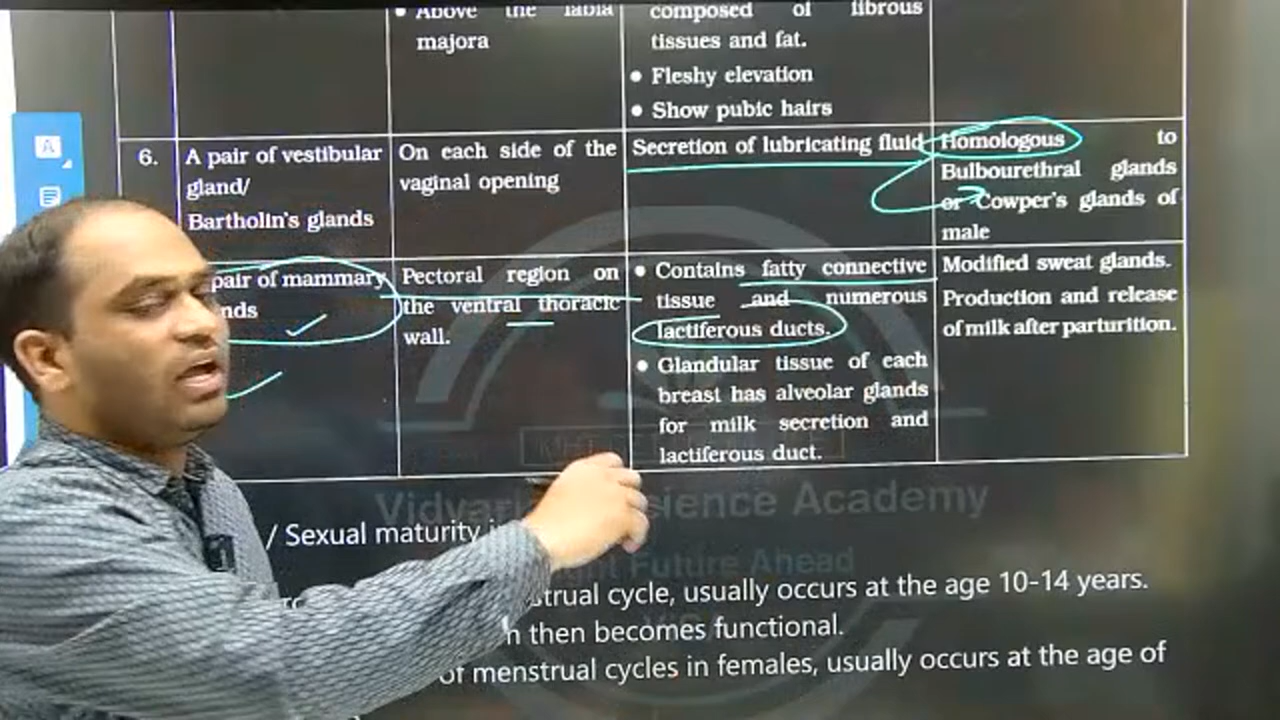 • Above the labia
majora
composed of fibrous
tissues and fat.
• Fleshy elevation
• Show pubic hairs
A
6.
A pair of vestibular
gland/
Bartholin's glands
On each side of the
vaginal opening
Secretion of lubricating fluid
Homologous to
Bulbourethral glands
or Cowper's glands of
male
pair of mammary
nds
Pectoral region on
the ventral thoracic
wall.
• Contains fatty connective
tissue and numerous
lactiferous ducts.
• Glandular tissue of each
breast has alveolar glands
for milk secretion and
lactiferous duct.
Modified sweat glands.
Production and release
of milk after parturition.
Science Academy
/ Sexual maturity
Future Ahead
strual cycle, usually occurs at the age 10-14 years.
n then becomes functional.
of menstrual cycles in females, usually occurs at the age of